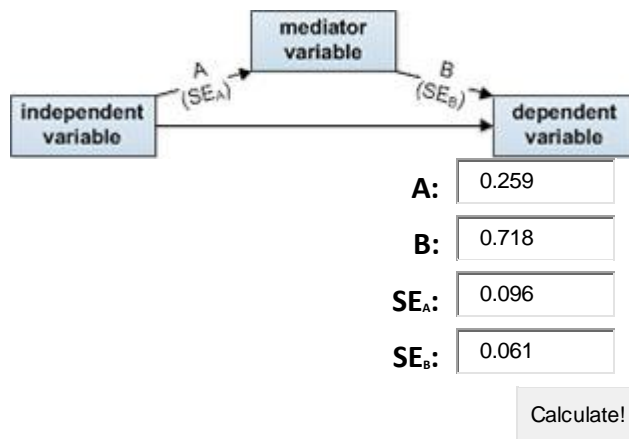 mediator
variable
A
(SEA)
B
(SEB)
independent
variable
dependent
variable
A: 0.259
B: 0.718
SEA: 0.096
SEB: 0.061
Calculate!